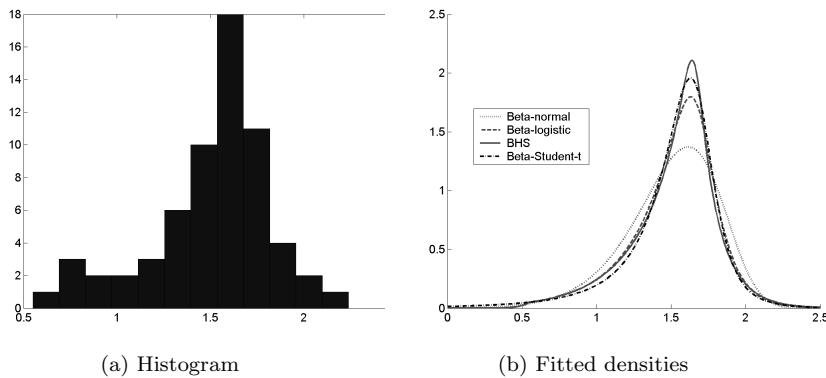 18
16
14
12
10
8
6
4
2
0
0.5 1 1.5 2
(a) Histogram
2.5
2
1.5
1
0.5
0
0 0.5 1 1.5 2 2.5
Beta-normal
Beta-logistic
BHS
Beta-Student-t
(b) Fitted densities